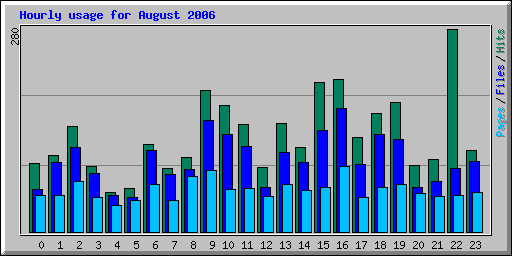 Hourly usage for August 2006
280
Pages / Files / Hits
0 1 2 3 4 5 6 7 8 9 10 11 12 13 14 15 16 17 18 19 20 21 22 23